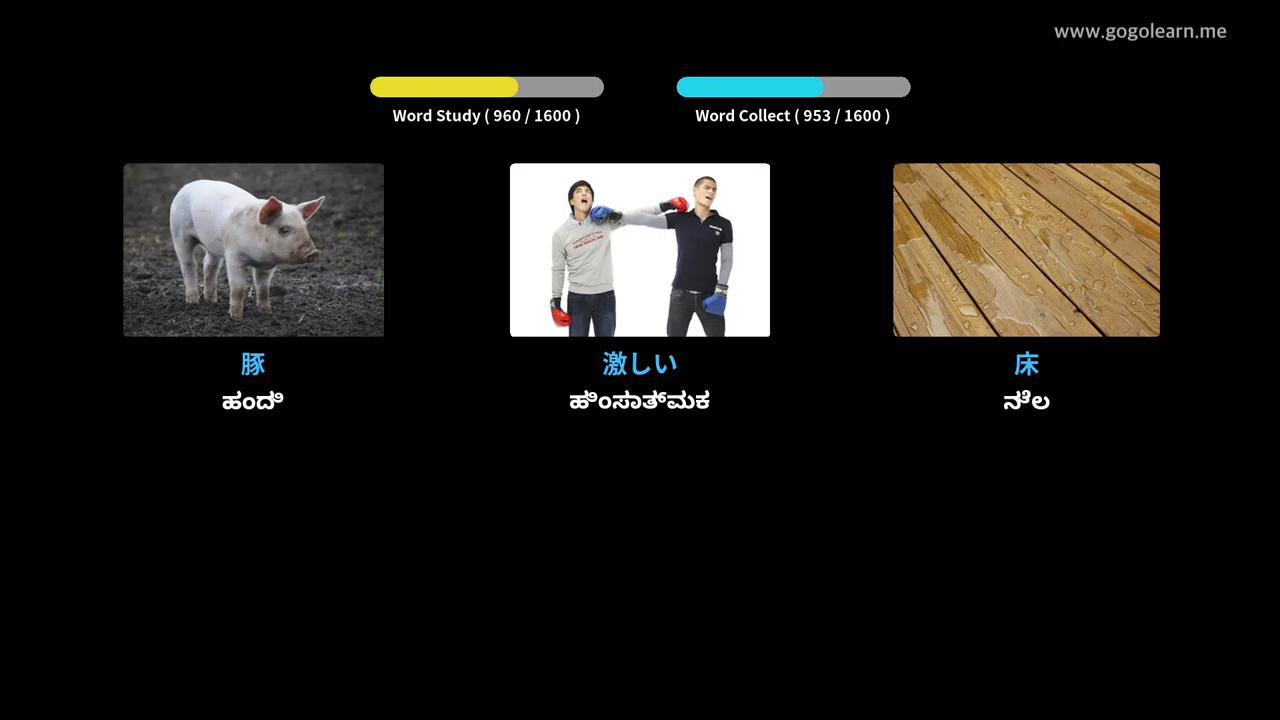 www.gogolearn.me
Word Study ( 960 / 1600 )
Word Collect ( 953 / 1600 )
豚
ಹಂದಿ
激しい
ಹಿಂಸಾತ್ಮಕ
床
ನೆಲ